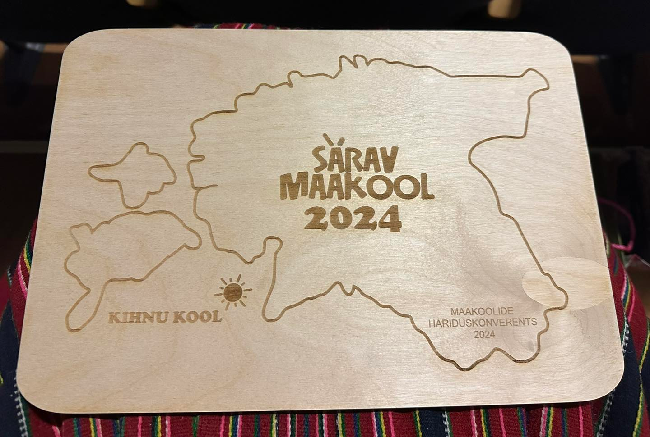 SÄRAV
MAAKOOL
2024
KIHNU KOOL
MAAKOOLIDE
HARIDUSKONVERENTS
2024